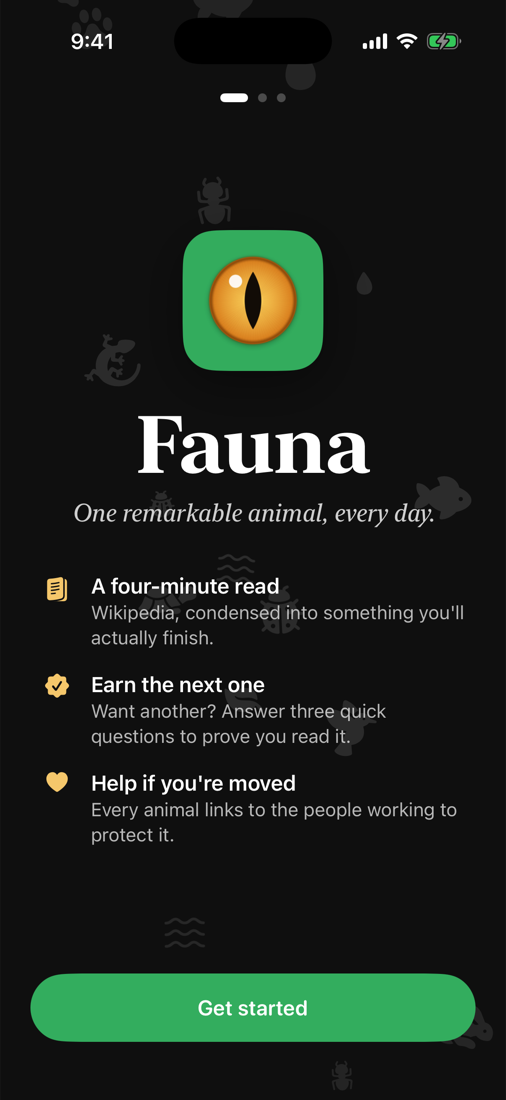 9:41
Fauna
One remarkable animal, every day.
A four-minute read
Wikipedia, condensed into something you'll
actually finish.
Earn the next one
Want another? Answer three quick
questions to prove you read it.
Help if you're moved
Every animal links to the people working to
protect it.
Get started